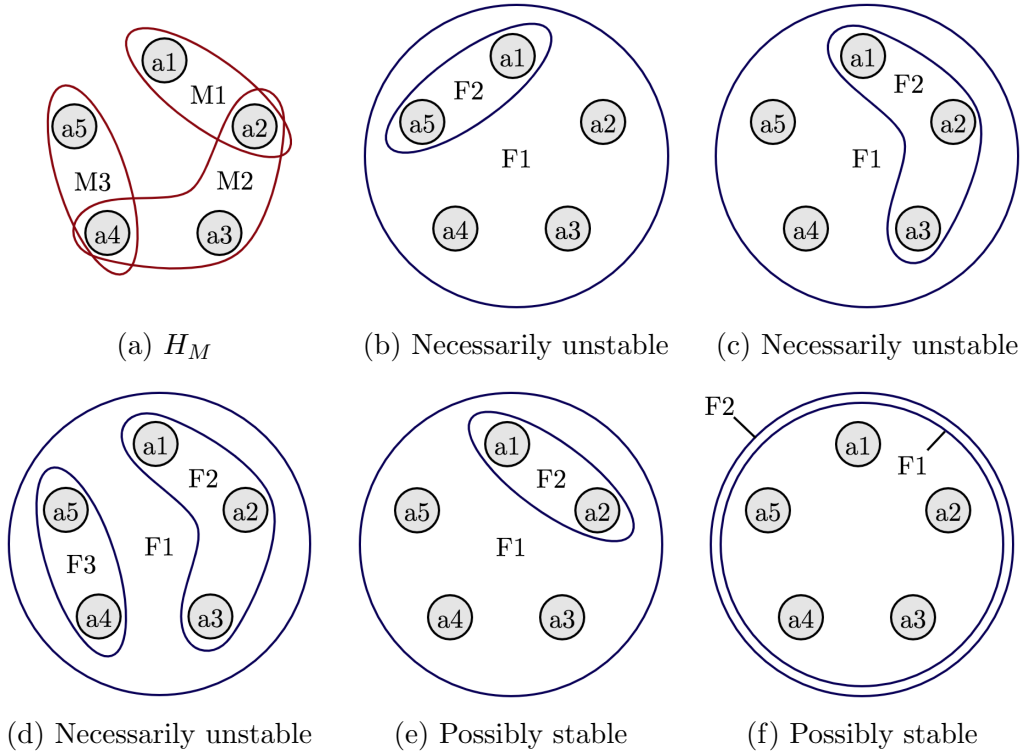 a1
M1
a5
a2
M3
M2
a4
a3
(a) H_M
a1
F2
a5
a2
F1
a4
a3
(b) Necessarily unstable
a1
F2
a5
a2
F1
a4
a3
(c) Necessarily unstable
a1
F2
a5
a2
F3
F1
a4
a3
(d) Necessarily unstable
a1
F2
a5
a2
F1
a4
a3
(e) Possibly stable
F2
a1
F1
a5
a2
a4
a3
(f) Possibly stable